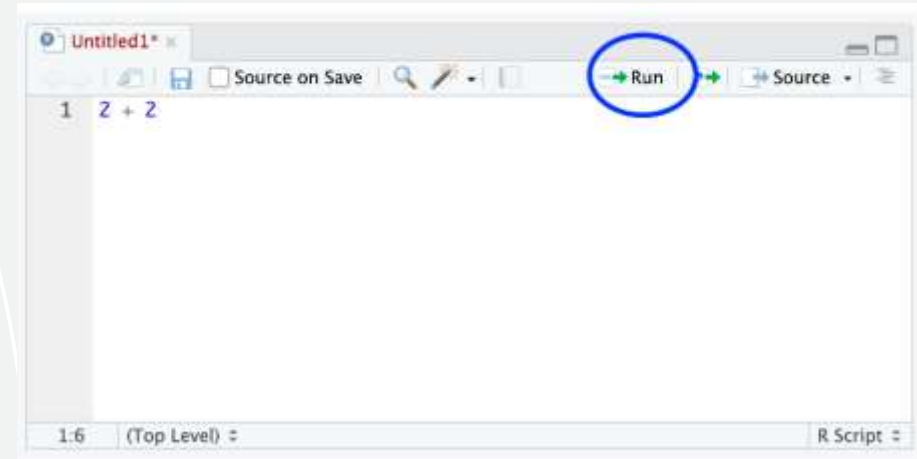 Untitled1*
Source on Save Run Source
1 2 + 2
1:6 (Top Level) R Script